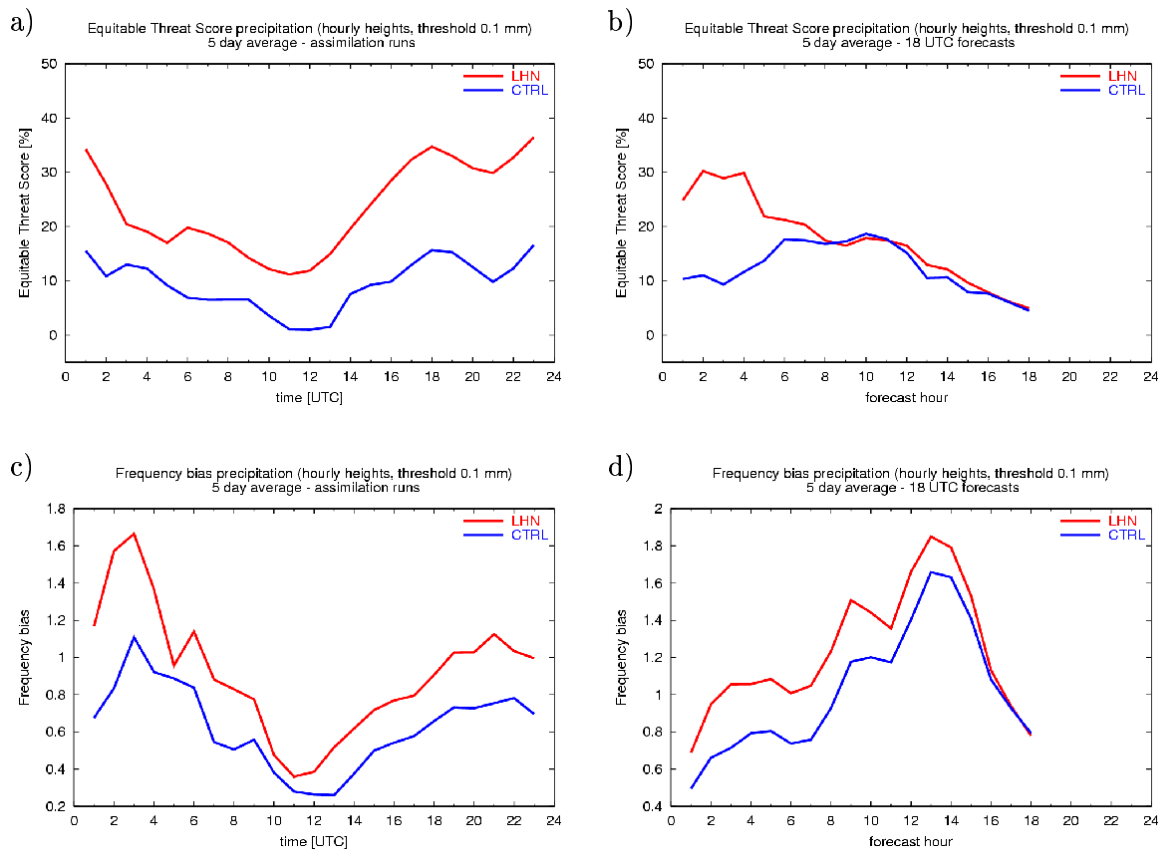 a)
Equitable Threat Score precipitation (hourly heights, threshold 0.1 mm)
5 day average - assimilation runs
50
40
30
20
10
0
Equitable Threat Score [%]
LHN
CTRL
0 2 4 6 8 10 12 14 16 18 20 22 24
time [UTC]
b)
Equitable Threat Score precipitation (hourly heights, threshold 0.1 mm)
5 day average - 18 UTC forecasts
50
40
30
20
10
0
Equitable Threat Score [%]
LHN
CTRL
0 2 4 6 8 10 12 14 16 18 20 22 24
forecast hour
c)
Frequency bias precipitation (hourly heights, threshold 0.1 mm)
5 day average - assimilation runs
1.8
1.6
1.4
1.2
1
0.8
0.6
0.4
0.2
Frequency bias
LHN
CTRL
0 2 4 6 8 10 12 14 16 18 20 22 24
time [UTC]
d)
Frequency bias precipitation (hourly heights, threshold 0.1 mm)
5 day average - 18 UTC forecasts
2
1.8
1.6
1.4
1.2
1
0.8
0.6
0.4
Frequency bias
LHN
CTRL
0 2 4 6 8 10 12 14 16 18 20 22 24
forecast hour